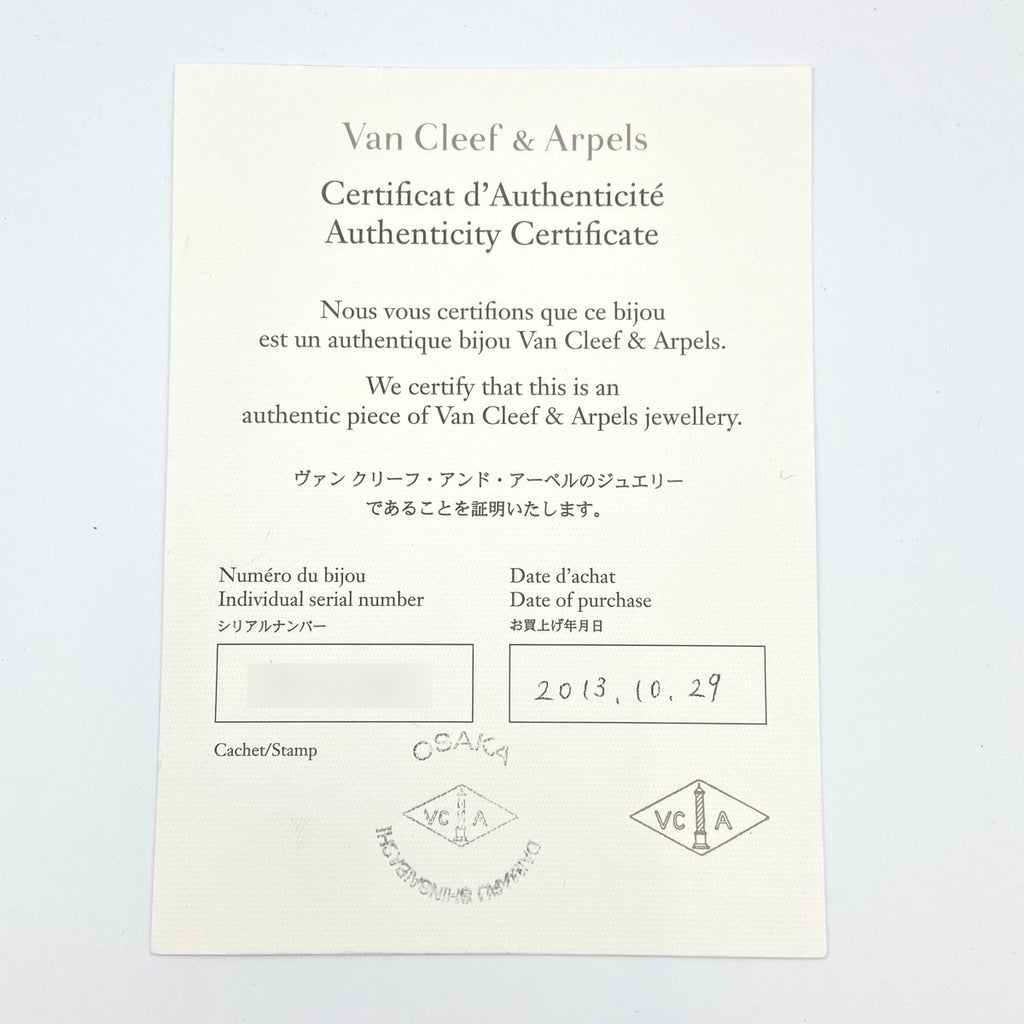 Van Cleef & Arpels
Certificat d'Authenticité
Authenticity Certificate
Nous vous certifions que ce bijou
est un authentique bijou Van Cleef & Arpels.
We certify that this is an
authentic piece of Van Cleef & Arpels jewellery.
ヴァン クリーフ・アンド・アーペルのジュエリー
であることを証明いたします。
Numéro du bijou
Individual serial number
シリアルナンバー
Date d'achat
Date of purchase
お買上げ年月日
2013.10.29
Cachet/Stamp
OSAKA
VC A
DAIMARU SHINSAIBASHI
VC A